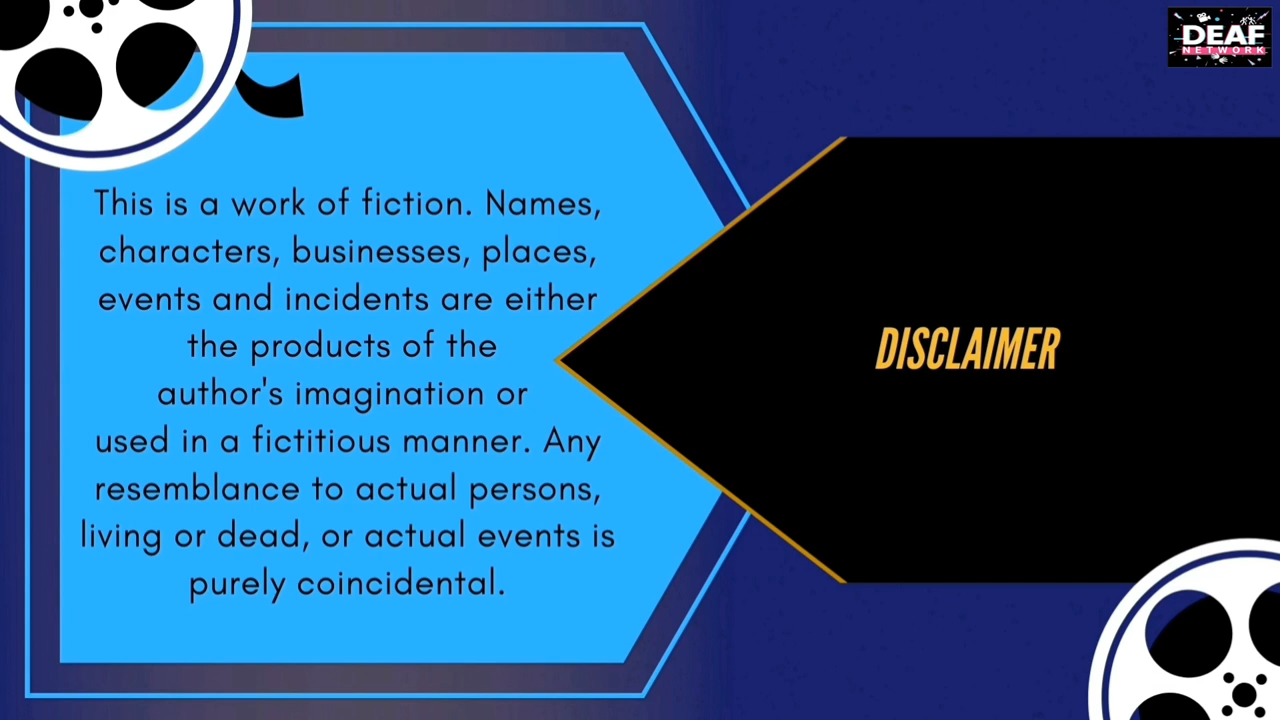 DEAF
NETWORK
This is a work of fiction. Names,
characters, businesses, places,
events and incidents are either
the products of the
author's imagination or
used in a fictitious manner. Any
resemblance to actual persons,
living or dead, or actual events is
purely coincidental.
DISCLAIMER